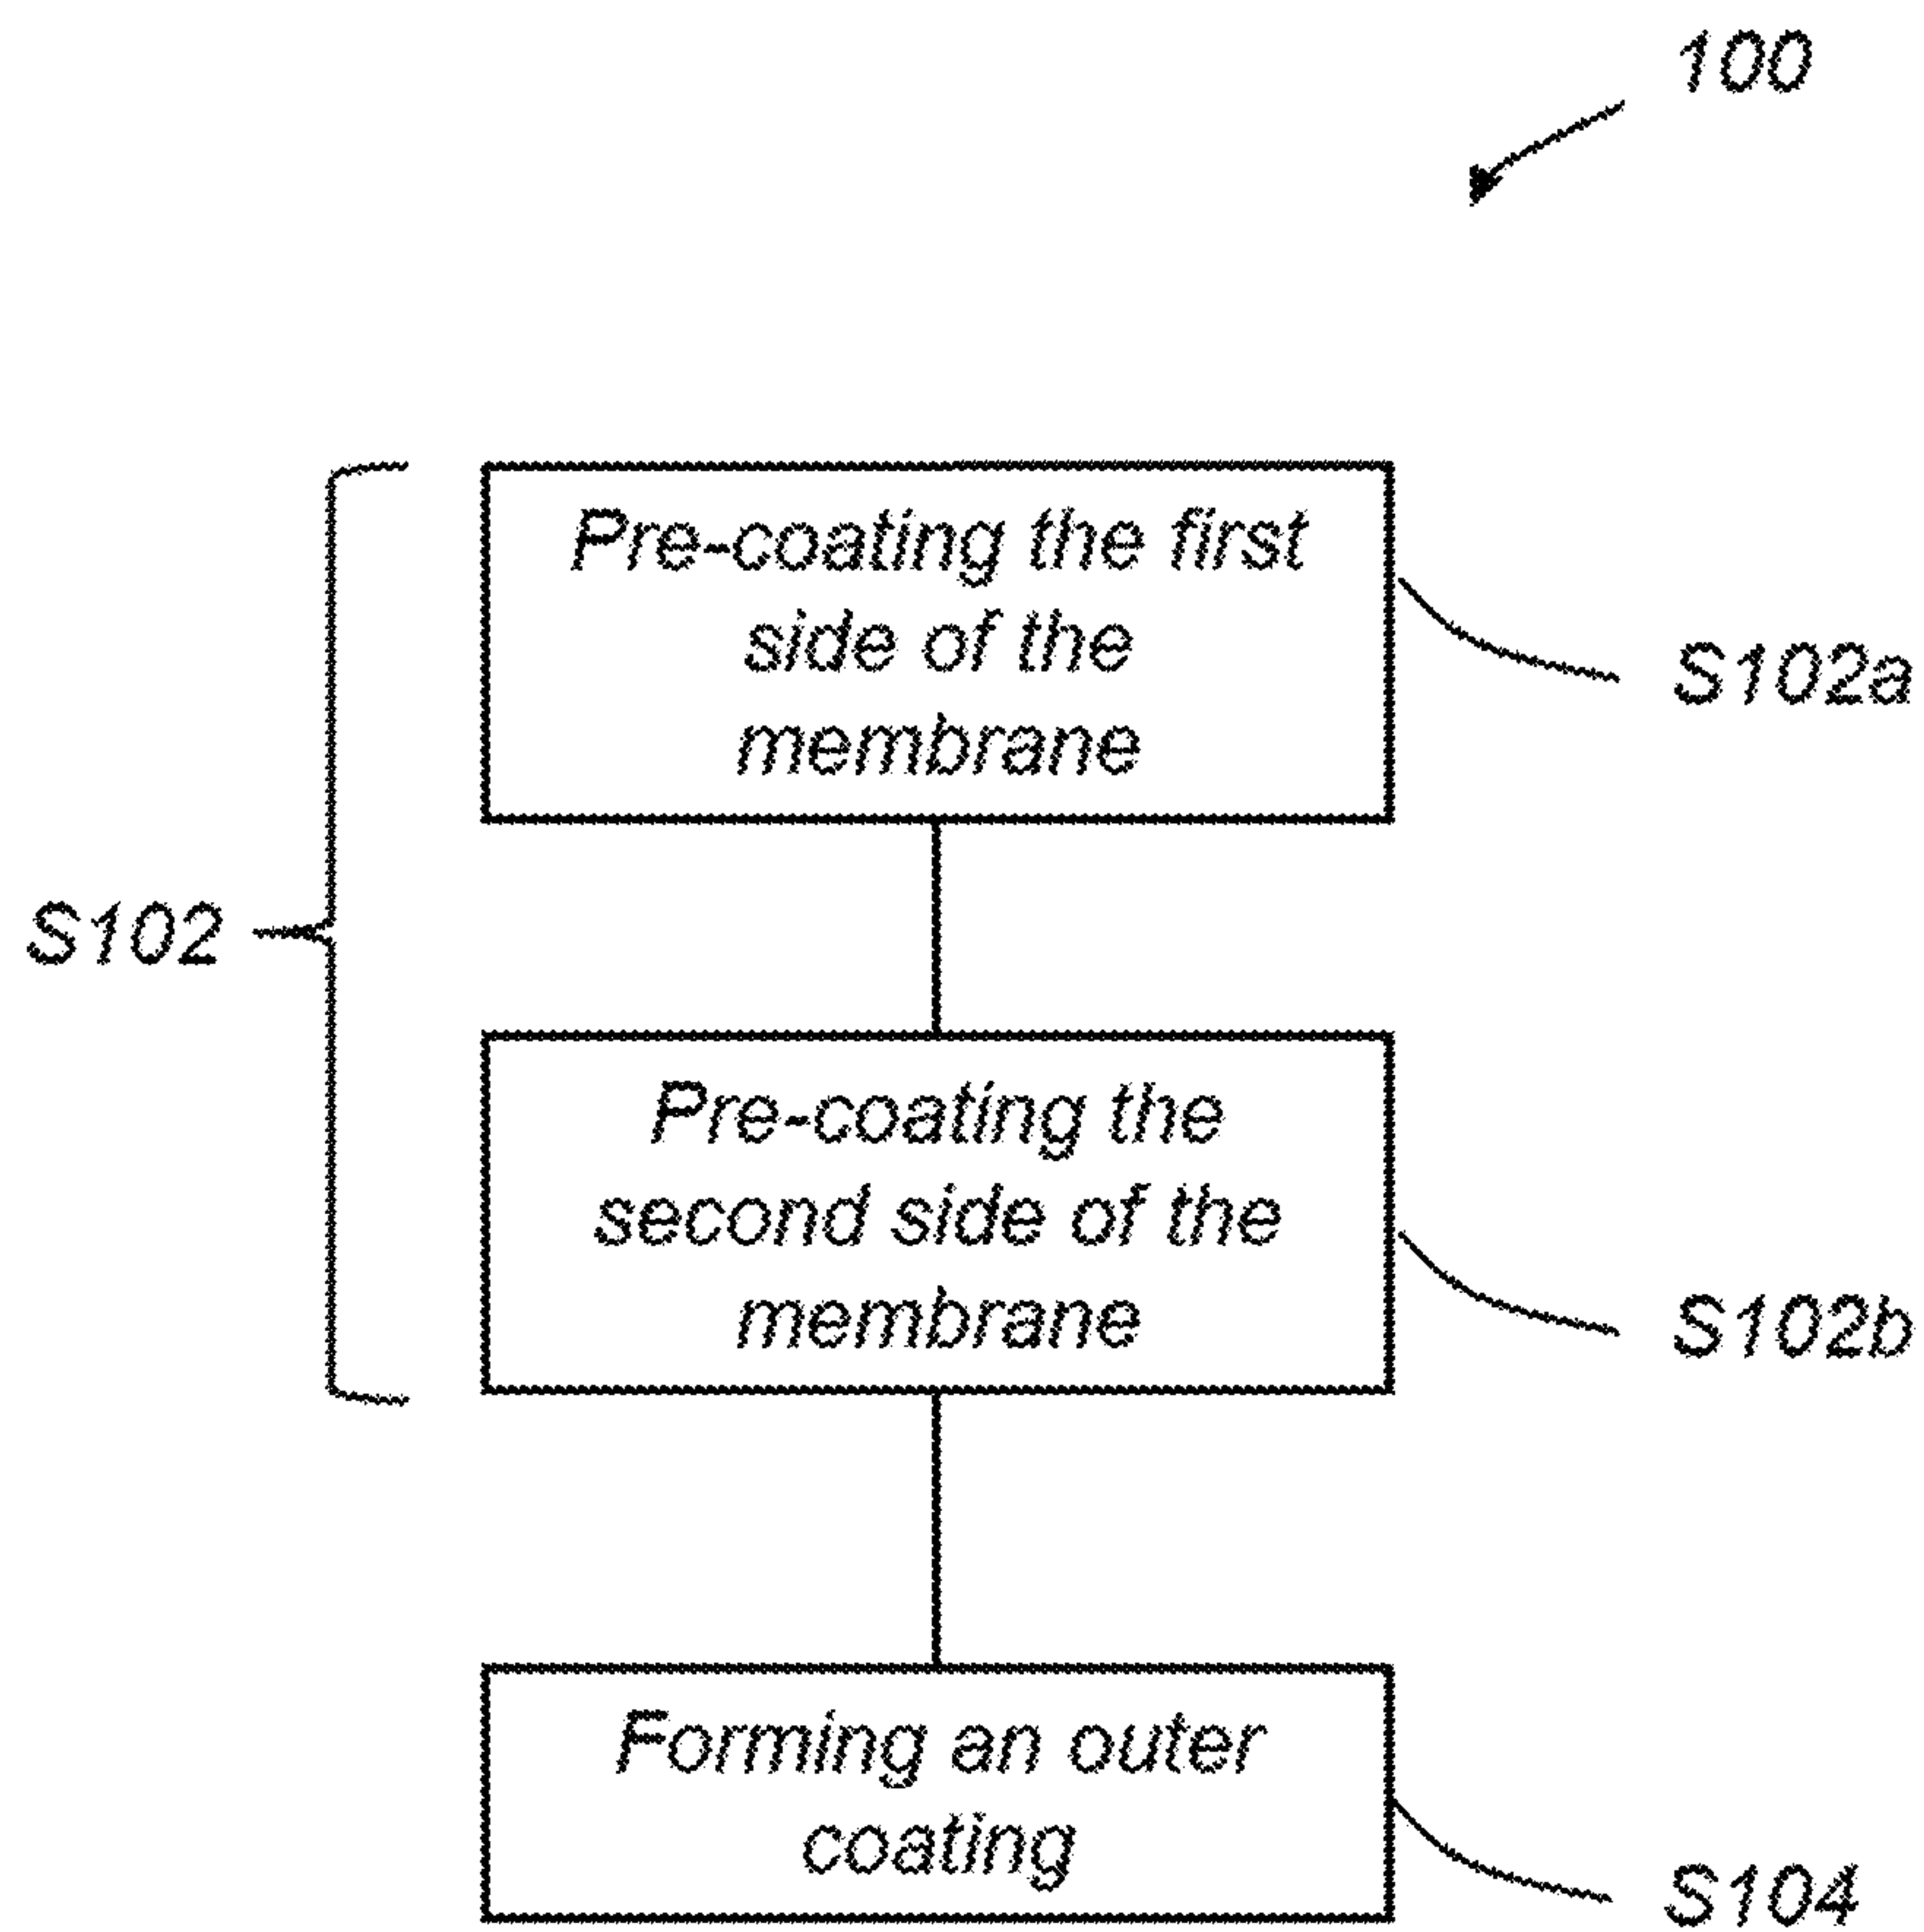 100
Pre-coating the first
side of the
membrane
S102a
S102
Pre-coating the
second side of the
membrane
S102b
Forming an outer
coating
S104